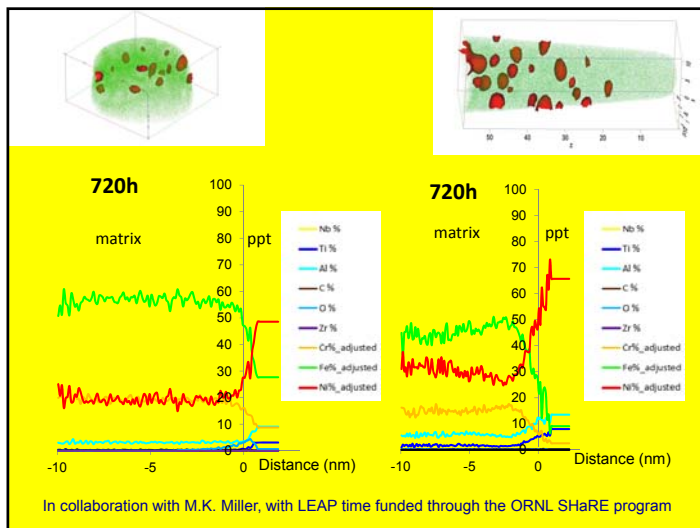 50 40 30 20 10 0
z
720h
100
90
80
70
60
50
40
30
20
10
0
-10 -5 0
matrix
ppt
Distance (nm)
Nb %
Ti %
Al %
C %
O %
Zr %
Cr%_adjusted
Fe%_adjusted
Ni%_adjusted
720h
100
90
80
70
60
50
40
30
20
10
0
-10 -5 0
matrix
ppt
Distance (nm)
Nb %
Ti %
Al %
C %
O %
Zr %
Cr%_adjusted
Fe%_adjusted
Ni%_adjusted
In collaboration with M.K. Miller, with LEAP time funded through the ORNL SHaRE program